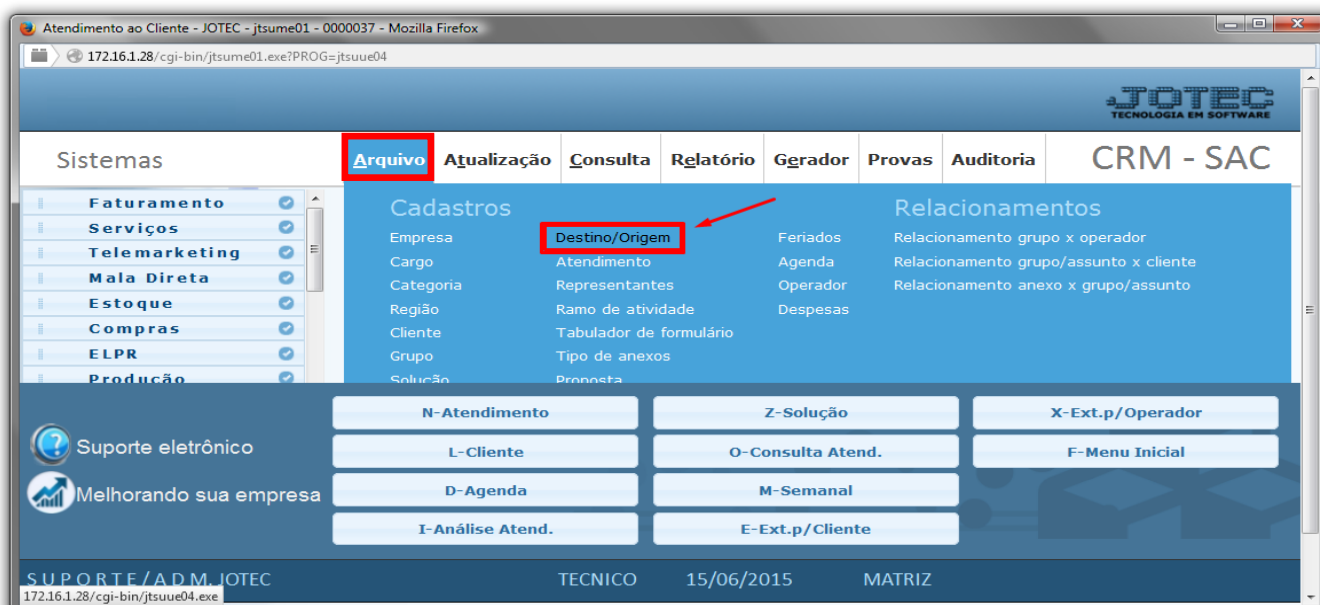 Atendimento ao Cliente - JOTEC - jtsume01 - 0000037 - Mozilla Firefox
172.16.1.28/cgi-bin/jtsume01.exe?PROG=jtsuue04
JOTEC
TECNOLOGIA EM SOFTWARE
Sistemas
Arquivo Atualização Consulta Relatório Gerador Provas Auditoria CRM - SAC
Faturamento
Serviços
Telemarketing
Mala Direta
Estoque
Compras
ELPR
Produção
Cadastros
Empresa
Cargo
Categoria
Região
Cliente
Grupo
Solução
Destino/Origem
Atendimento
Representantes
Ramo de atividade
Tabulador de formulário
Tipo de anexos
Proposta
Feriados
Agenda
Operador
Despesas
Relacionamentos
Relacionamento grupo x operador
Relacionamento grupo/assunto x cliente
Relacionamento anexo x grupo/assunto
Suporte eletrônico
Melhorando sua empresa
N-Atendimento Z-Solução X-Ext.p/Operador
L-Cliente O-Consulta Atend. F-Menu Inicial
D-Agenda M-Semanal
I-Análise Atend. E-Ext.p/Cliente
SUPORTE/ADM. JOTEC TECNICO 15/06/2015 MATRIZ
172.16.1.28/cgi-bin/jtsuue04.exe